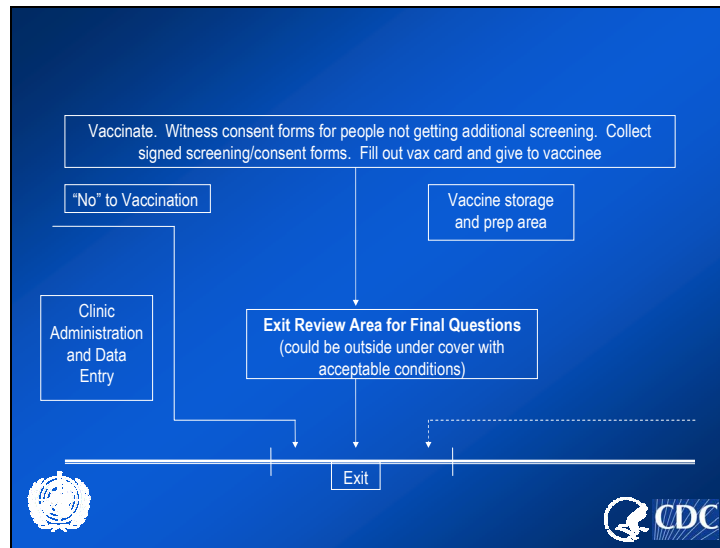 Vaccinate.  Witness consent forms for people not getting additional screening.  Collect
signed screening/consent forms.  Fill out vax card and give to vaccinee
“No” to Vaccination
Vaccine storage
and prep area
Clinic
Administration
and Data
Entry
Exit Review Area for Final Questions
(could be outside under cover with
acceptable conditions)
Exit
CDC